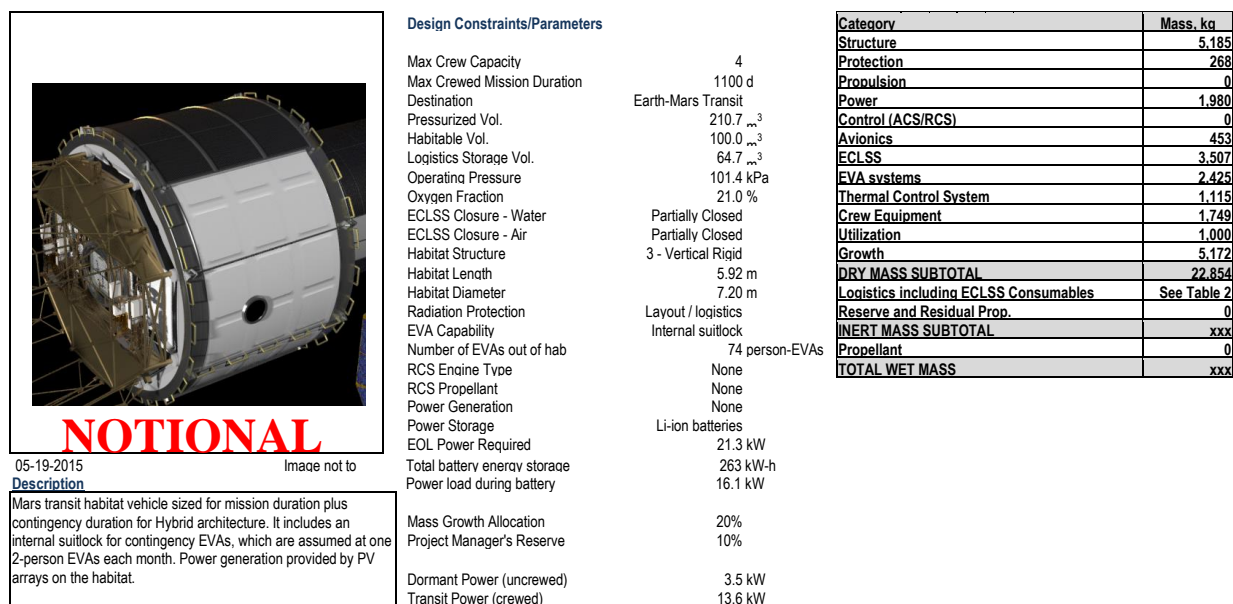 NOTIONAL
05-19-2015 Image not to
Description
Mars transit habitat vehicle sized for mission duration plus
contingency duration for Hybrid architecture. It includes an
internal suitlock for contingency EVAs, which are assumed at one
2-person EVAs each month. Power generation provided by PV
arrays on the habitat.
Design Constraints/Parameters
Max Crew Capacity 4
Max Crewed Mission Duration 1100 d
Destination Earth-Mars Transit
Pressurized Vol. 210.7 m3
Habitable Vol. 100.0 m3
Logistics Storage Vol. 64.7 m3
Operating Pressure 101.4 kPa
Oxygen Fraction 21.0 %
ECLSS Closure - Water Partially Closed
ECLSS Closure - Air Partially Closed
Habitat Structure 3 - Vertical Rigid
Habitat Length 5.92 m
Habitat Diameter 7.20 m
Radiation Protection Layout / logistics
EVA Capability Internal suitlock
Number of EVAs out of hab 74 person-EVAs
RCS Engine Type None
RCS Propellant None
Power Generation None
Power Storage Li-ion batteries
EOL Power Required 21.3 kW
Total battery energy storage 263 kW-h
Power load during battery 16.1 kW
Mass Growth Allocation 20%
Project Manager's Reserve 10%
Dormant Power (uncrewed) 3.5 kW
Transit Power (crewed) 13.6 kW
Category Mass, kg
Structure 5,185
Protection 268
Propulsion 0
Power 1,980
Control (ACS/RCS) 0
Avionics 453
ECLSS 3,507
EVA systems 2,425
Thermal Control System 1,115
Crew Equipment 1,749
Utilization 1,000
Growth 5,172
DRY MASS SUBTOTAL 22,854
Logistics including ECLSS Consumables See Table 2
Reserve and Residual Prop. 0
INERT MASS SUBTOTAL xxx
Propellant 0
TOTAL WET MASS xxx